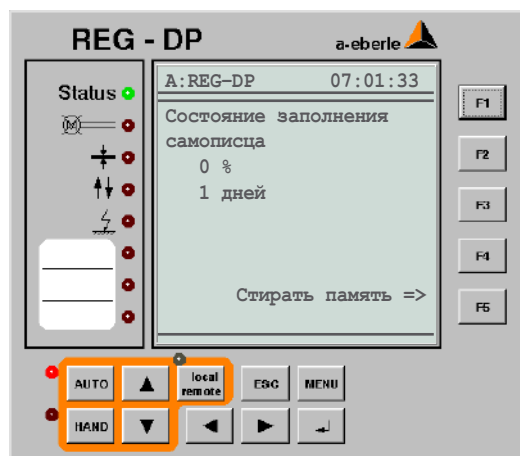 REG - DP
a-eberle
Status
A:REG-DP 07:01:33
Состояние заполнения
самописца
0 %
1 дней
Стирать память =>
F1
F2
F3
F4
F5
AUTO
local
remote
ESC
MENU
HAND